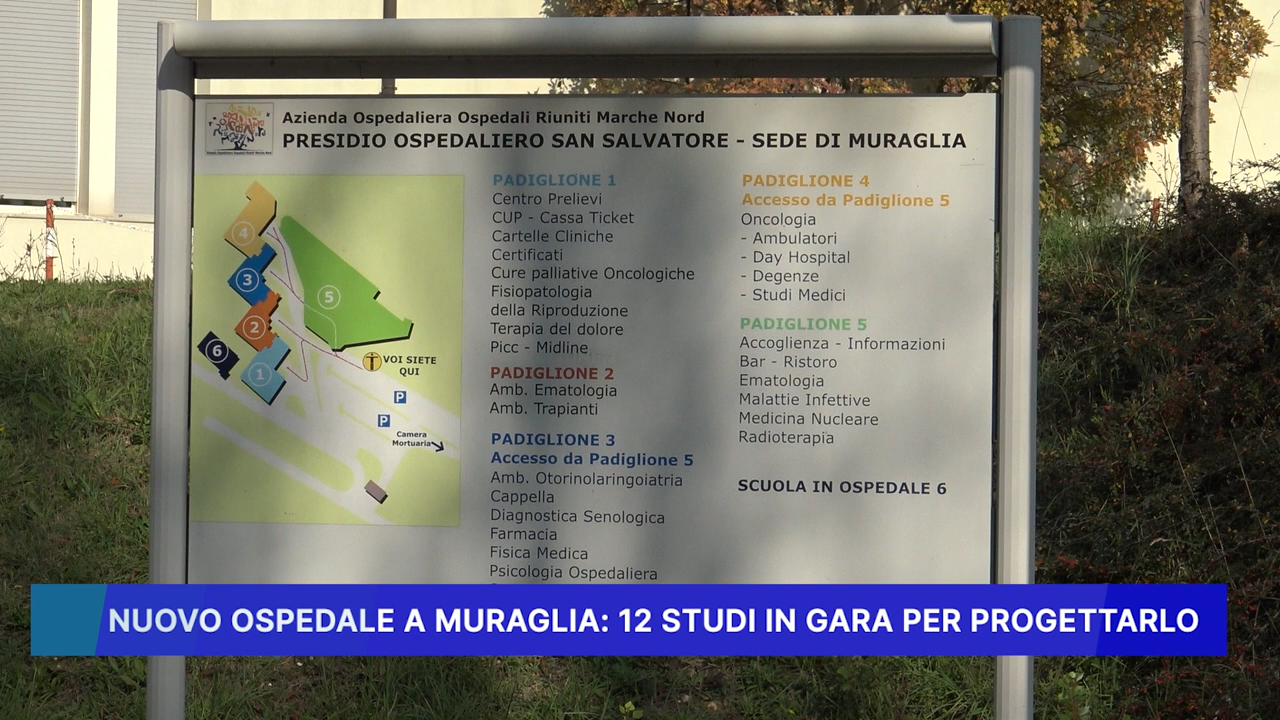 Azienda Ospedaliera Ospedali Riuniti Marche Nord
PRESIDIO OSPEDALIERO SAN SALVATORE - SEDE DI MURAGLIA
4
3
2
1
6
5
VOI SIETE
QUI
P
P
Camera
Mortuaria
PADIGLIONE 1
Centro Prelievi
CUP - Cassa Ticket
Cartelle Cliniche
Certificati
Cure palliative Oncologiche
Fisiopatologia
della Riproduzione
Terapia del dolore
Picc - Midline
PADIGLIONE 2
Amb. Ematologia
Amb. Trapianti
PADIGLIONE 3
Accesso da Padiglione 5
Amb. Otorinolaringoiatria
Cappella
Diagnostica Senologica
Farmacia
Fisica Medica
Psicologia Ospedaliera
PADIGLIONE 4
Accesso da Padiglione 5
Oncologia
- Ambulatori
- Day Hospital
- Degenze
- Studi Medici
PADIGLIONE 5
Accoglienza - Informazioni
Bar - Ristoro
Ematologia
Malattie Infettive
Medicina Nucleare
Radioterapia
SCUOLA IN OSPEDALE 6
NUOVO OSPEDALE A MURAGLIA: 12 STUDI IN GARA PER PROGETTARLO